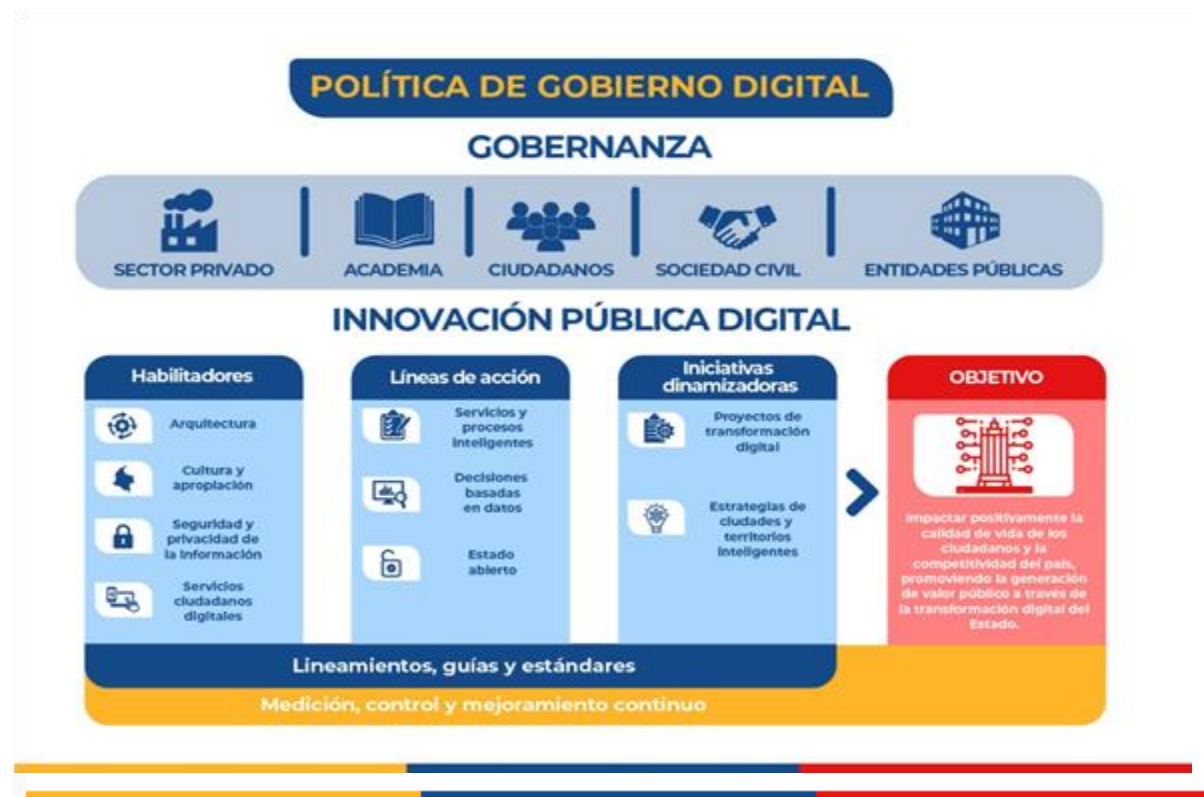 POLÍTICA DE GOBIERNO DIGITAL
GOBERNANZA
SECTOR PRIVADO
ACADEMIA
CIUDADANOS
SOCIEDAD CIVIL
ENTIDADES PÚBLICAS
INNOVACIÓN PÚBLICA DIGITAL
Habilitadores
Arquitectura
Cultura y
apropiación
Seguridad y
privacidad de
la información
Servicios
ciudadanos
digitales
Líneas de acción
Servicios y
procesos
inteligentes
Decisiones
basadas
en datos
Estado
abierto
Iniciativas
dinamizadoras
Proyectos de
transformación
digital
Estrategias de
ciudades y
territorios
inteligentes
OBJETIVO
Impactar positivamente la
calidad de vida de los
ciudadanos y la
competitividad del país,
promoviendo la generación
de valor público a través de
la transformación digital del
Estado.
Lineamientos, guías y estándares
Medición, control y mejoramiento continuo